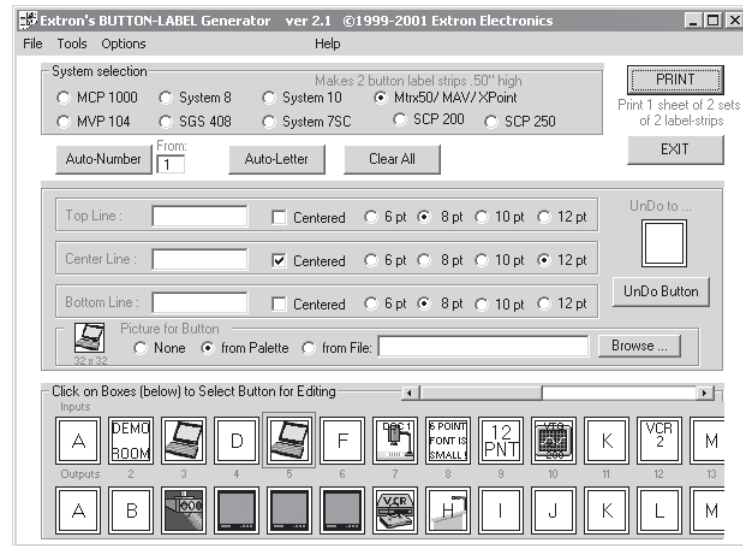 Extron's BUTTON-LABEL Generator ver 2.1 ©1999-2001 Extron Electronics
File Tools Options Help
System selection
Makes 2 button label strips .50" high
MCP 1000 System 8 System 10 Mtrx50/ MAV/ XPoint
MVP 104 SGS 408 System 7SC SCP 200 SCP 250
PRINT
Print 1 sheet of 2 sets
of 2 label-strips
EXIT
Auto-Number From: 1 Auto-Letter Clear All
Top Line : Centered 6 pt 8 pt 10 pt 12 pt
Center Line : Centered 6 pt 8 pt 10 pt 12 pt
Bottom Line : Centered 6 pt 8 pt 10 pt 12 pt
UnDo to ...
UnDo Button
Picture for Button
32 x 32
None from Palette from File: Browse ...
Click on Boxes (below) to Select Button for Editing
Inputs
A DEMO ROOM D F DOC 1 6 POINT FONT IS SMALL! 12 PNT K VCR 2 M
Outputs 2 3 4 5 6 7 8 9 10 11 12 13
A B VCR H I J K L M